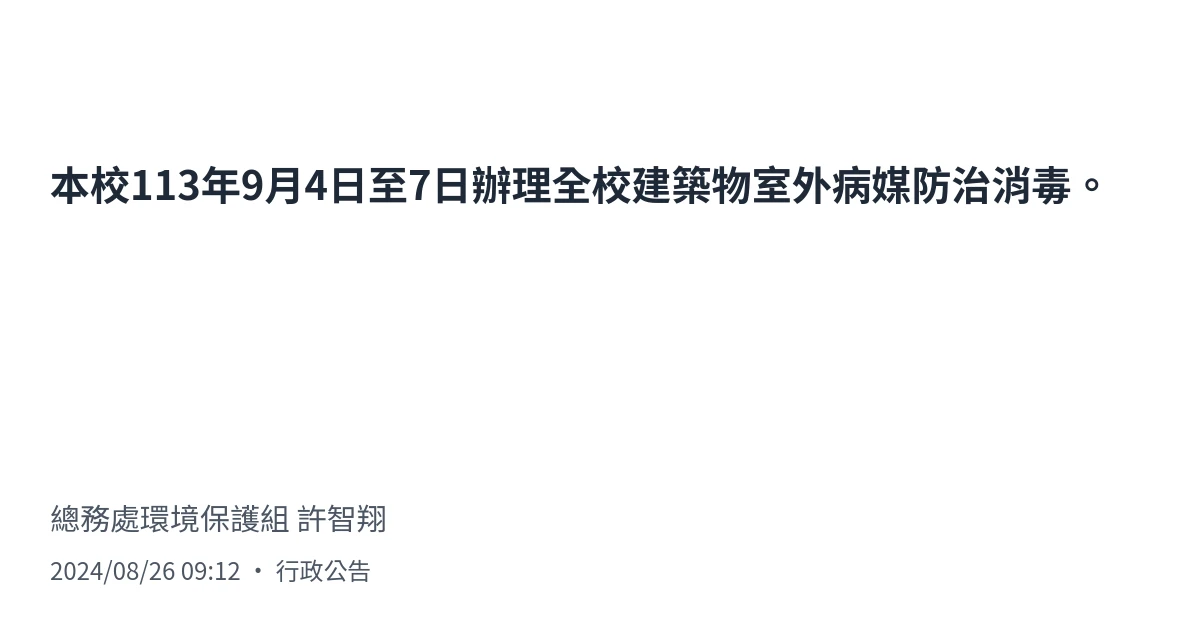 本校113年9月4日至7日辦理全校建築物室外病媒防治消毒。
總務處環境保護組 許智翔
2024/08/26 09:12 • 行政公告